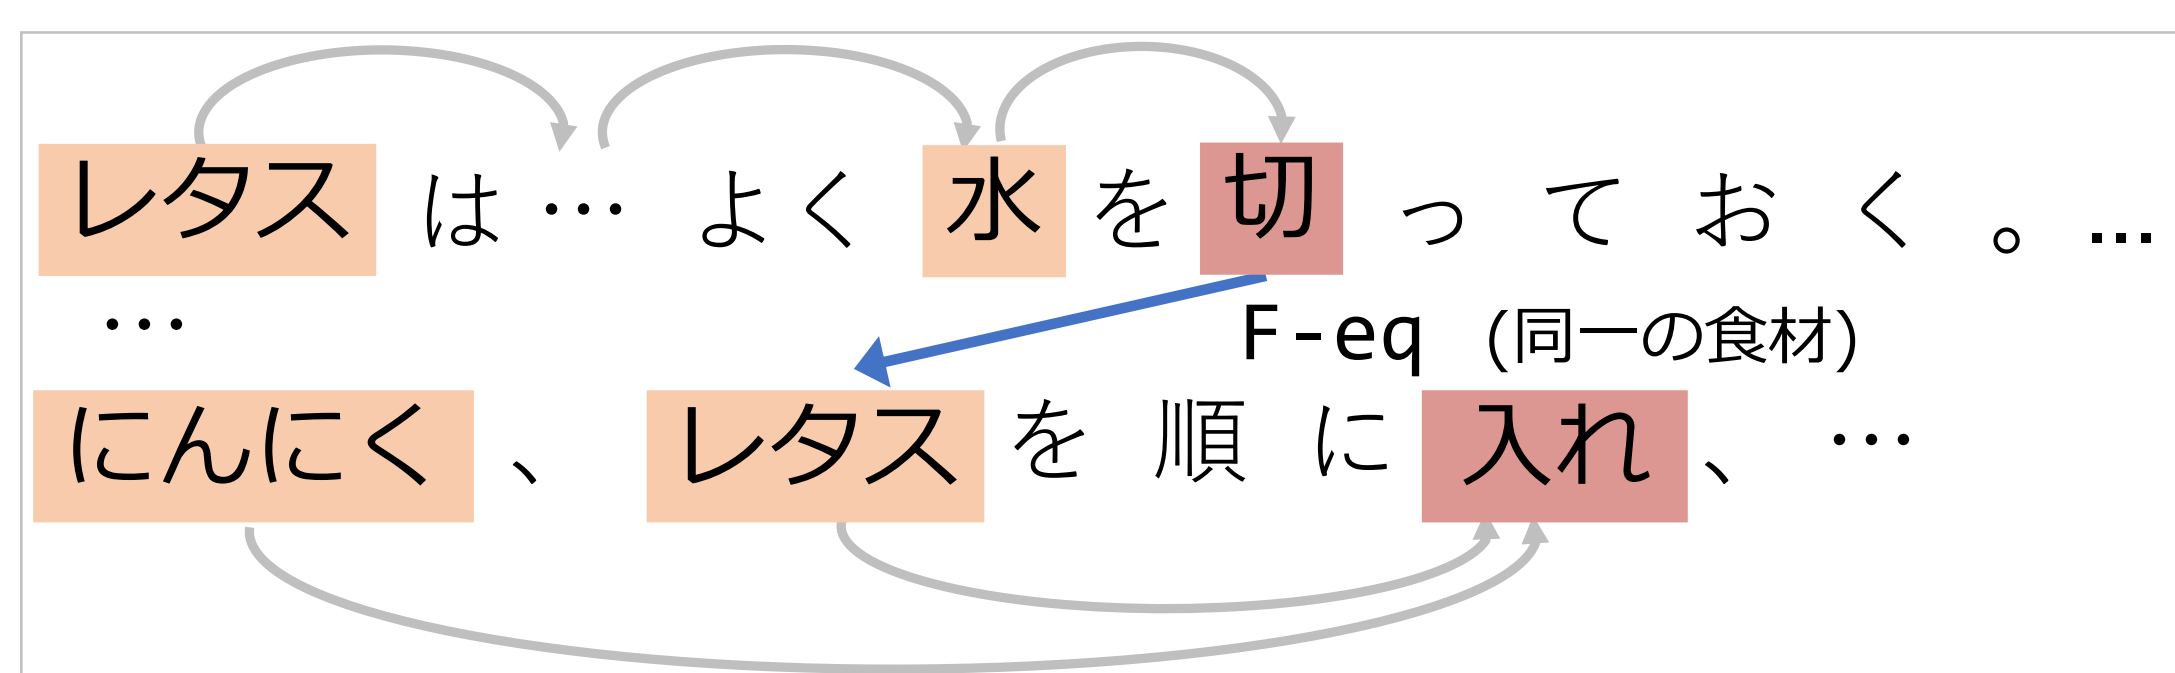 レタス は … よく 水 を 切 っ て お く 。 …
…
F-eq (同一の食材)
にんにく 、 レタス を 順 に 入れ 、 …